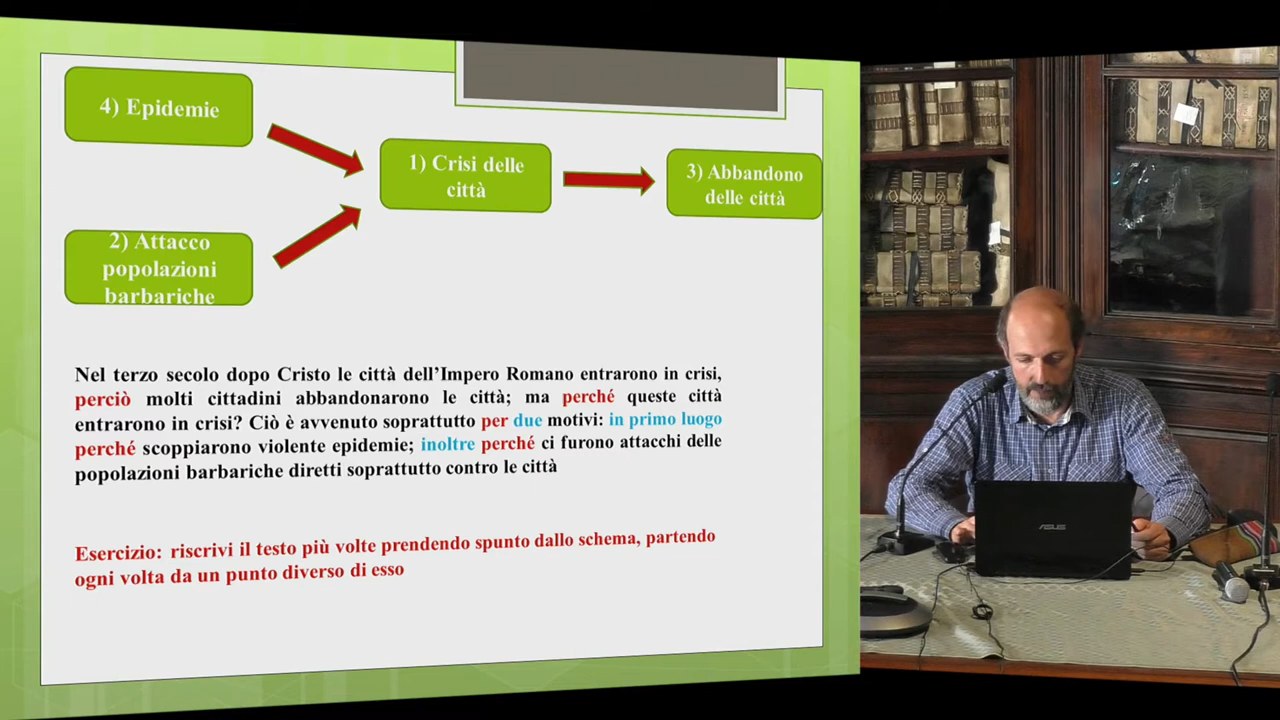 4) Epidemie
1) Crisi delle
città
3) Abbandono
delle città
2) Attacco
popolazioni
barbariche
Nel terzo secolo dopo Cristo le città dell’Impero Romano entrarono in crisi,
perciò molti cittadini abbandonarono le città; ma perché queste città
entrarono in crisi? Ciò è avvenuto soprattutto per due motivi: in primo luogo
perché scoppiarono violente epidemie; inoltre perché ci furono attacchi delle
popolazioni barbariche diretti soprattutto contro le città
Esercizio: riscrivi il testo più volte prendendo spunto dallo schema, partendo
ogni volta da un punto diverso di esso
ASUS